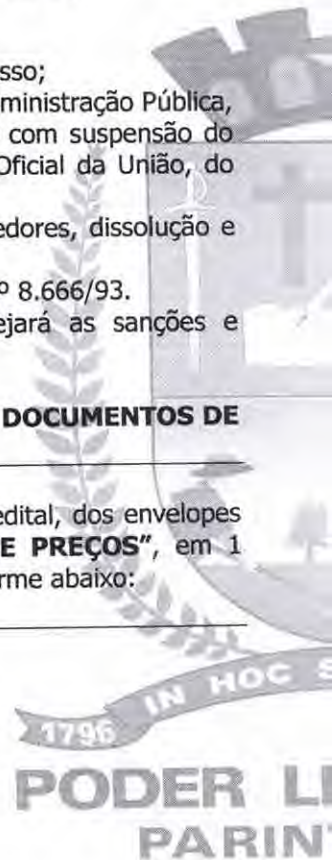 sso;
ministração Pública,
com suspensão do
Oficial da União, do
edores, dissolução e
º 8.666/93.
ejará as sanções e
DOCUMENTOS DE
edital, dos envelopes
E PREÇOS", em 1
rme abaixo:
IN HOC S
1796
PODER LE
PARINT